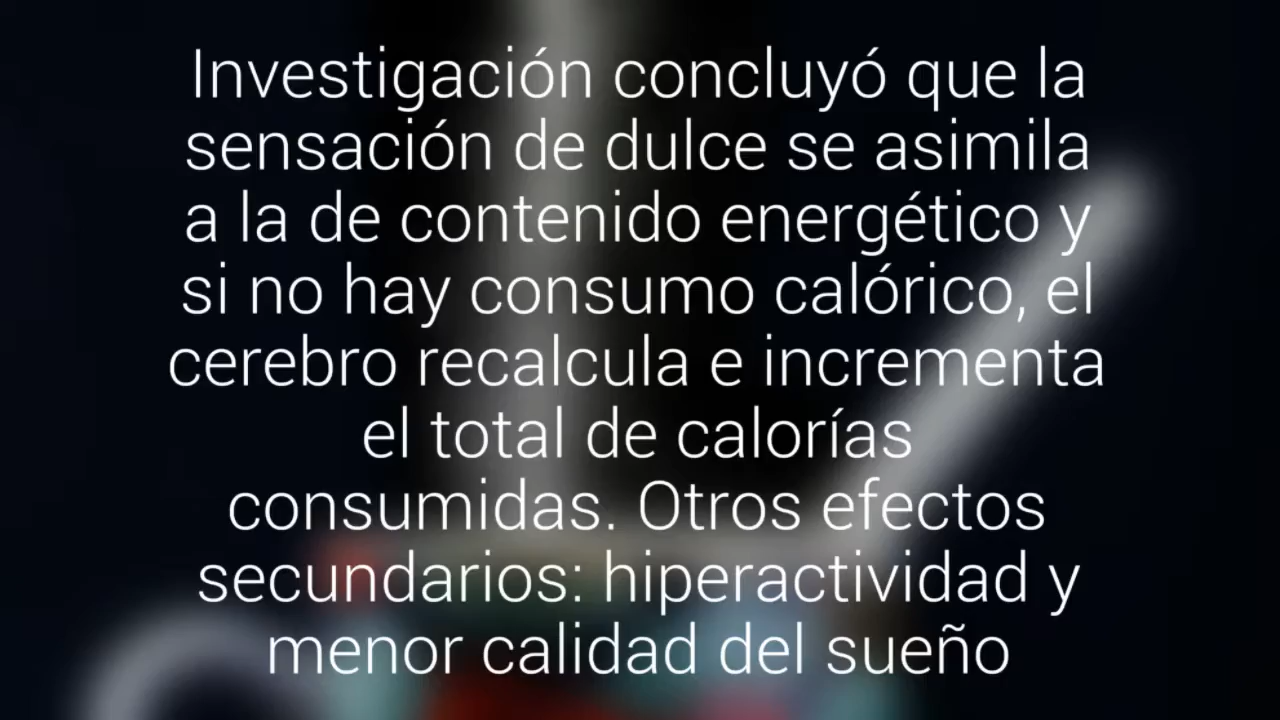 Investigación concluyó que la
sensación de dulce se asimila
a la de contenido energético y
si no hay consumo calórico, el
cerebro recalcula e incrementa
el total de calorías
consumidas. Otros efectos
secundarios: hiperactividad y
menor calidad del sueño